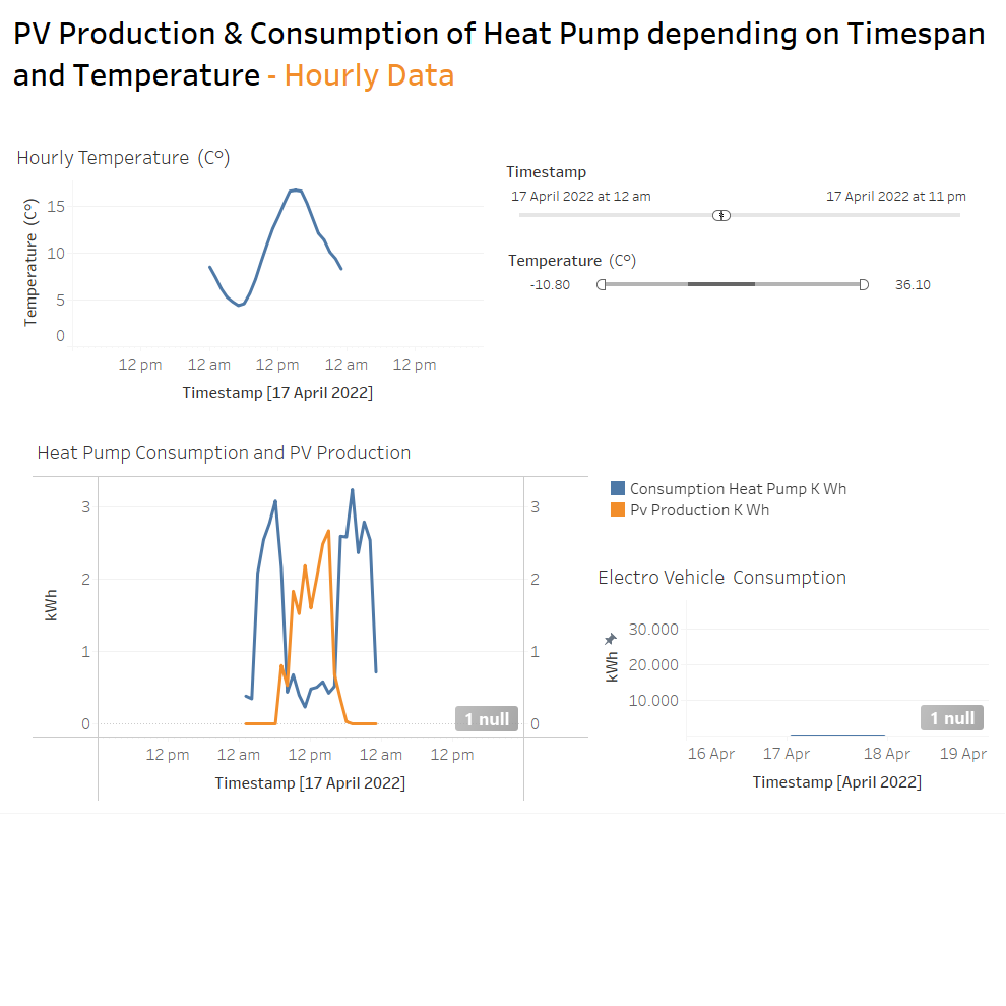 PV Production & Consumption of Heat Pump depending on Timespan
and Temperature - Hourly Data
Hourly Temperature (Cº)
Temperature (Cº)
15
10
5
0
12 pm 12 am 12 pm 12 am 12 pm
Timestamp [17 April 2022]
Timestamp
17 April 2022 at 12 am 17 April 2022 at 11 pm
Temperature (Cº)
-10.80 36.10
Heat Pump Consumption and PV Production
kWh
3 3
2 2
1 1
0 1 null 0
12 pm 12 am 12 pm 12 am 12 pm
Timestamp [17 April 2022]
Consumption Heat Pump K Wh
Pv Production K Wh
Electro Vehicle Consumption
kWh
30.000
20.000
10.000
1 null
16 Apr 17 Apr 18 Apr 19 Apr
Timestamp [April 2022]